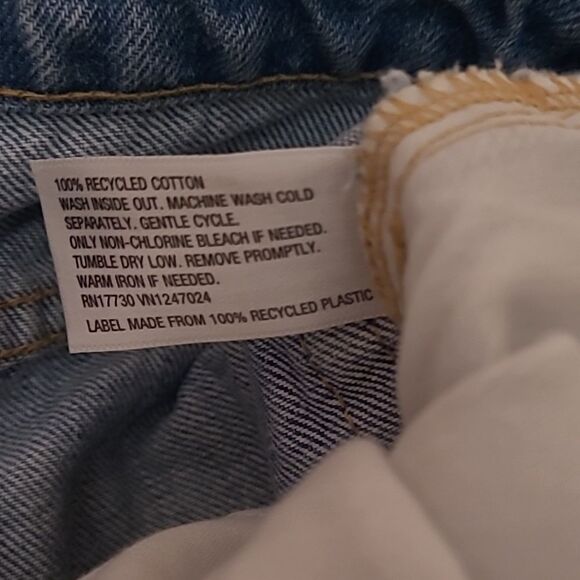 100% RECYCLED COTTON
WASH INSIDE OUT. MACHINE WASH COLD
SEPARATELY. GENTLE CYCLE.
ONLY NON-CHLORINE BLEACH IF NEEDED.
TUMBLE DRY LOW. REMOVE PROMPTLY.
WARM IRON IF NEEDED.
RN17730 VN1247024
LABEL MADE FROM 100% RECYCLED PLASTIC